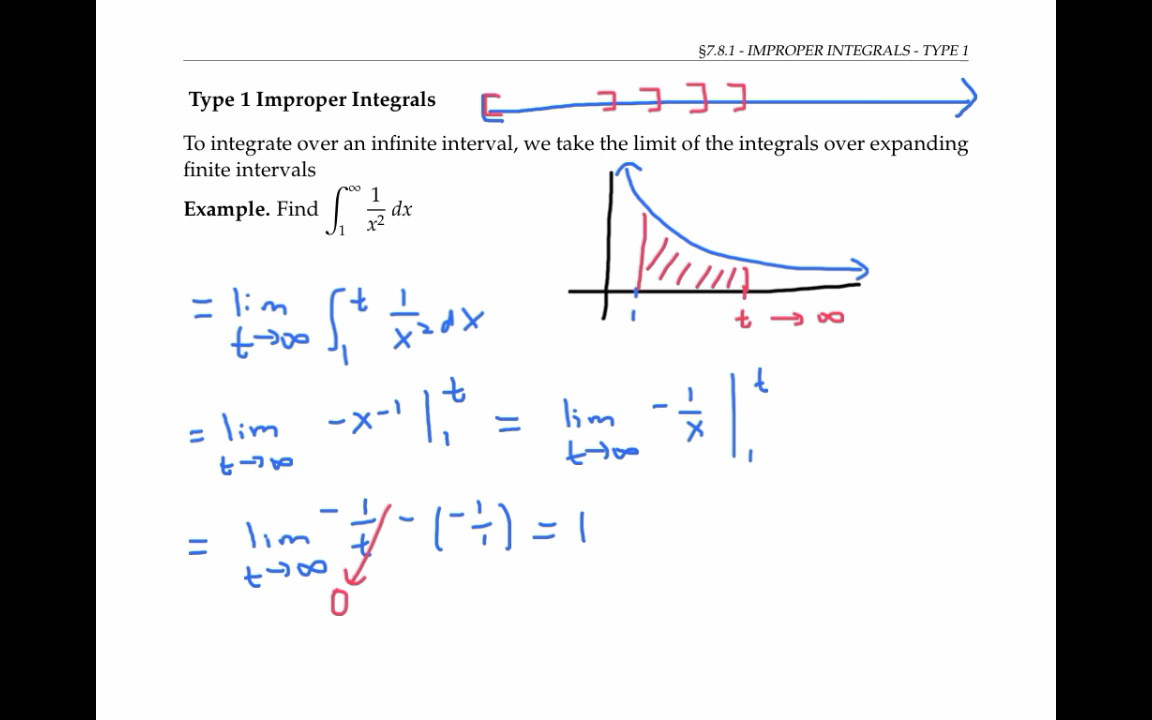 §7.8.1 - IMPROPER INTEGRALS - TYPE 1
Type 1 Improper Integrals
To integrate over an infinite interval, we take the limit of the integrals over expanding
finite intervals
Example. Find ∫₁^∞ 1/x² dx
1 t → ∞
= lim t→∞ ∫₁^t 1/x² dx
= lim t→∞ -x⁻¹ |₁^t = lim t→∞ -1/x |₁^t
= lim t→∞ -1/t - (-1/1) = 1
0